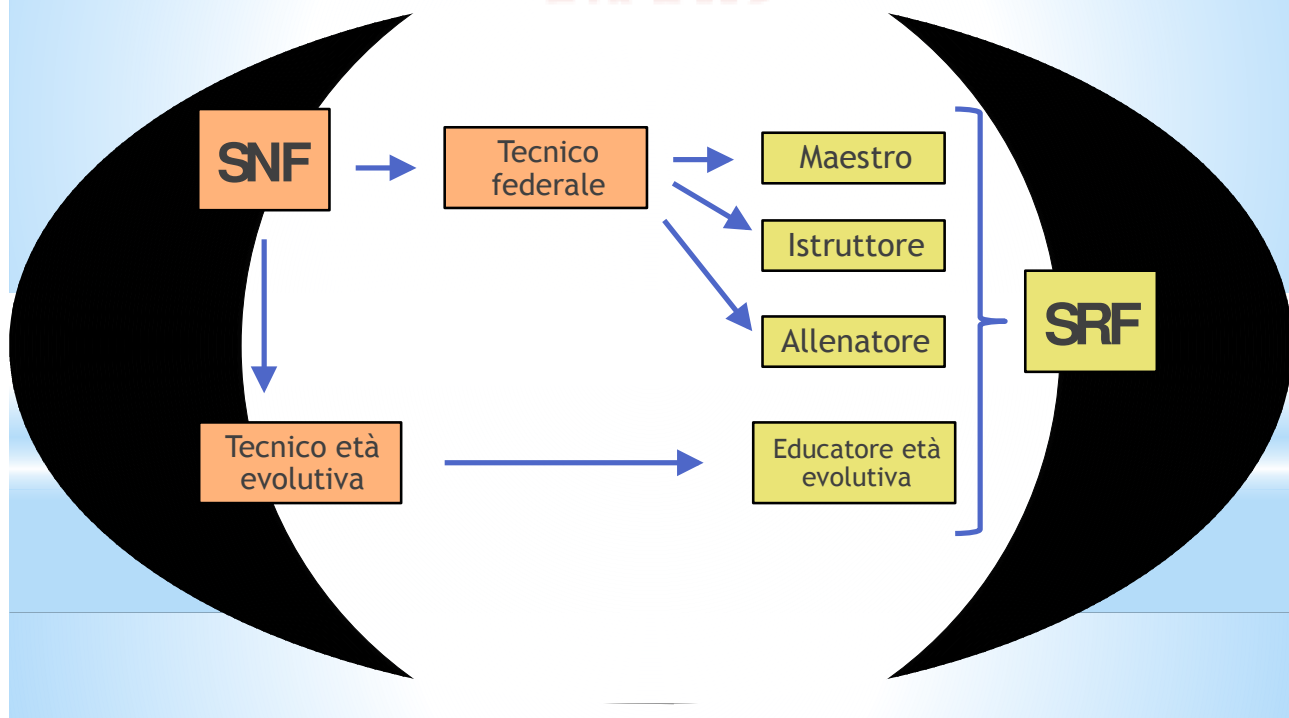 SNF
Tecnico
federale
Maestro
Istruttore
Allenatore
SRF
Tecnico età
evolutiva
Educatore età
evolutiva